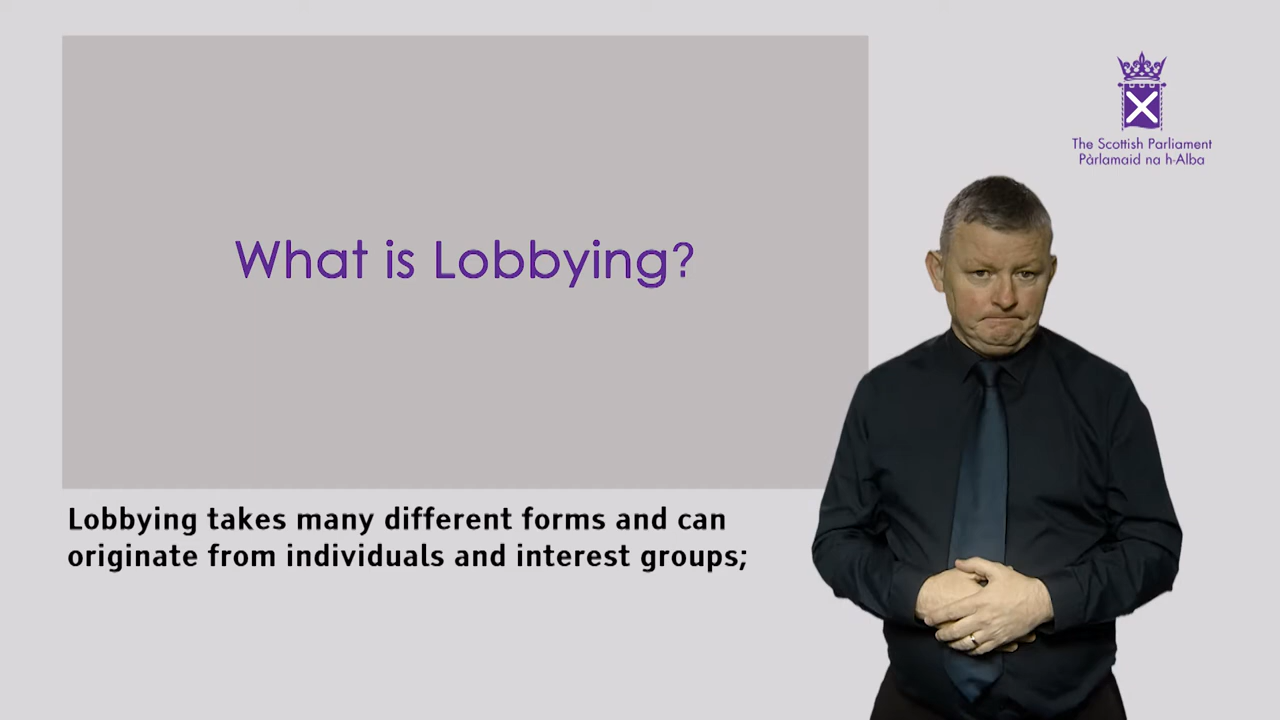 The Scottish Parliament
Pàrlamaid na h-Alba
What is Lobbying?
Lobbying takes many different forms and can
originate from individuals and interest groups;